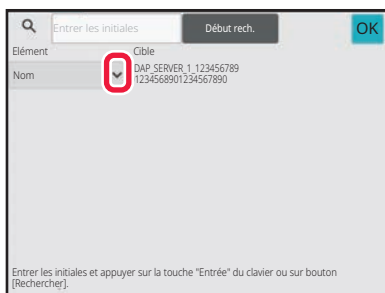 Entrer les initiales Début rech. OK
Elément Cible
Nom DAP_SERVER_1_123456789
1234568901234567890
Entrer les initiales et appuyer sur la touche "Entrée" du clavier ou sur bouton
[Rechercher].